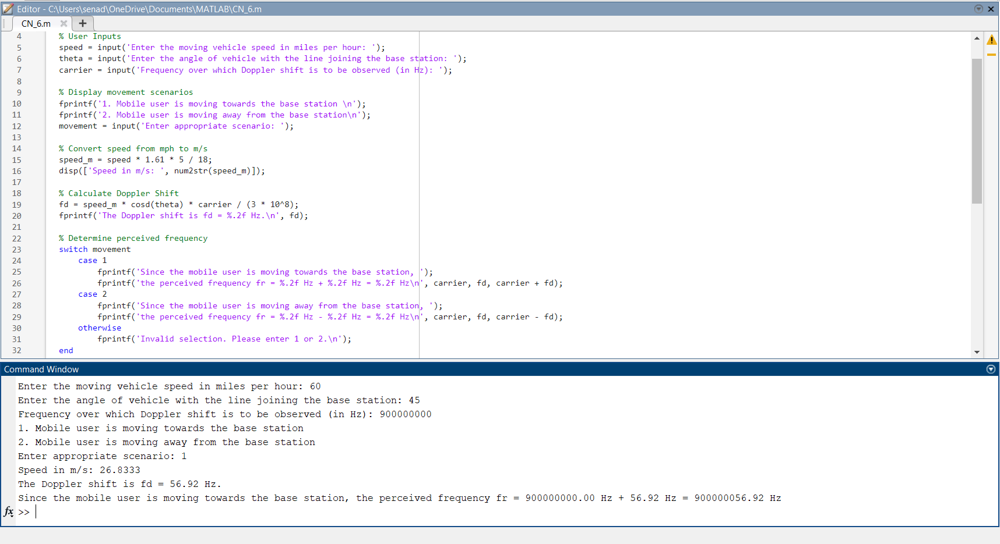 Editor - C:\Users\senad\OneDrive\Documents\MATLAB\CN_6.m
CN_6.m
4 % User Inputs
5 speed = input('Enter the moving vehicle speed in miles per hour: ');
6 theta = input('Enter the angle of vehicle with the line joining the base station: ');
7 carrier = input('Frequency over which Doppler shift is to be observed (in Hz): ');
8
9 % Display movement scenarios
10 fprintf('1. Mobile user is moving towards the base station \n');
11 fprintf('2. Mobile user is moving away from the base station\n');
12 movement = input('Enter appropriate scenario: ');
13
14 % Convert speed from mph to m/s
15 speed_m = speed * 1.61 * 5 / 18;
16 disp(['Speed in m/s: ', num2str(speed_m)]);
17
18 % Calculate Doppler Shift
19 fd = speed_m * cosd(theta) * carrier / (3 * 10^8);
20 fprintf('The Doppler shift is fd = %.2f Hz.\n', fd);
21
22 % Determine perceived frequency
23 switch movement
24 case 1
25 fprintf('Since the mobile user is moving towards the base station, ');
26 fprintf('the perceived frequency fr = %.2f Hz + %.2f Hz = %.2f Hz\n', carrier, fd, carrier + fd);
27 case 2
28 fprintf('Since the mobile user is moving away from the base station, ');
29 fprintf('the perceived frequency fr = %.2f Hz - %.2f Hz = %.2f Hz\n', carrier, fd, carrier - fd);
30 otherwise
31 fprintf('Invalid selection. Please enter 1 or 2.\n');
32 end
Command Window
Enter the moving vehicle speed in miles per hour: 60
Enter the angle of vehicle with the line joining the base station: 45
Frequency over which Doppler shift is to be observed (in Hz): 900000000
1. Mobile user is moving towards the base station
2. Mobile user is moving away from the base station
Enter appropriate scenario: 1
Speed in m/s: 26.8333
The Doppler shift is fd = 56.92 Hz.
Since the mobile user is moving towards the base station, the perceived frequency fr = 900000000.00 Hz + 56.92 Hz = 900000056.92 Hz
fx >>